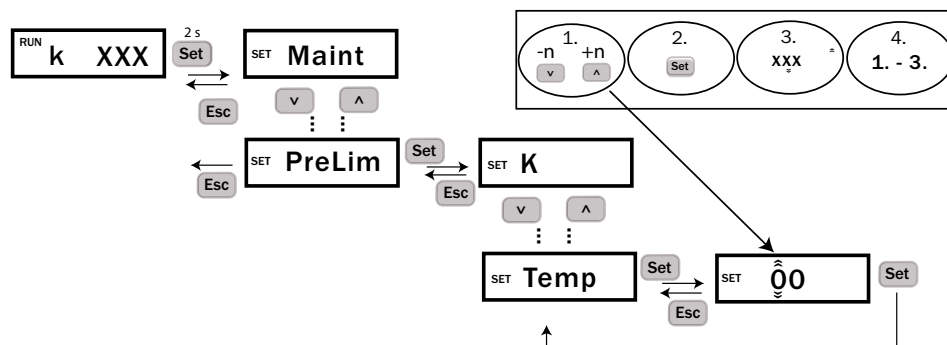 RUN k XXX
2 s
Set
Esc
SET Maint
v ʌ
SET PreLim
Esc
Set
Esc
SET K
v ʌ
SET Temp
Set
Esc
SET 00
Set
1.
-n +n
v ʌ
2.
Set
3.
xxx
4.
1. - 3.